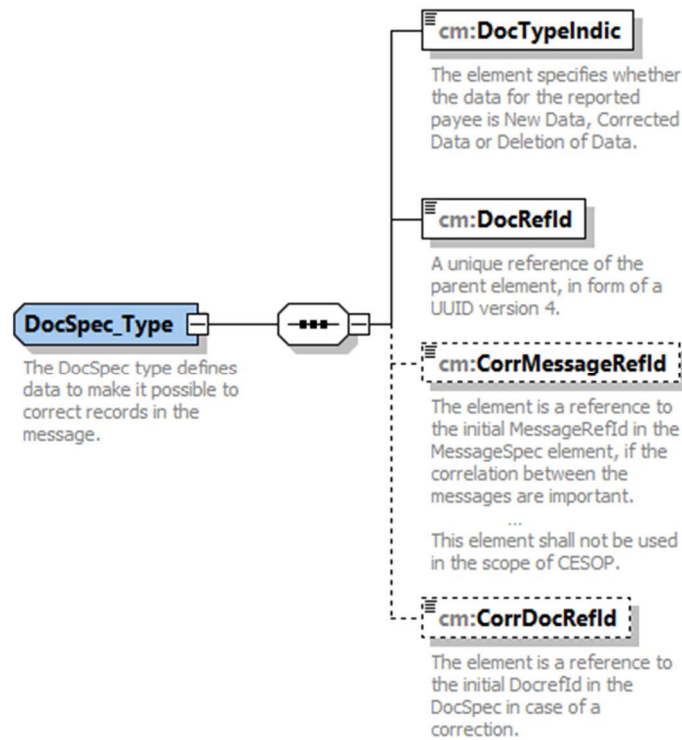 cm:DocTypeIndic
The element specifies whether
the data for the reported
payee is New Data, Corrected
Data or Deletion of Data.
cm:DocRefId
A unique reference of the
parent element, in form of a
UUID version 4.
DocSpec_Type
The DocSpec type defines
data to make it possible to
correct records in the
message.
cm:CorrMessageRefId
The element is a reference to
the initial MessageRefId in the
MessageSpec element, if the
correlation between the
messages are important.
...
This element shall not be used
in the scope of CESOP.
cm:CorrDocRefId
The element is a reference to
the initial DocrefId in the
DocSpec in case of a
correction.